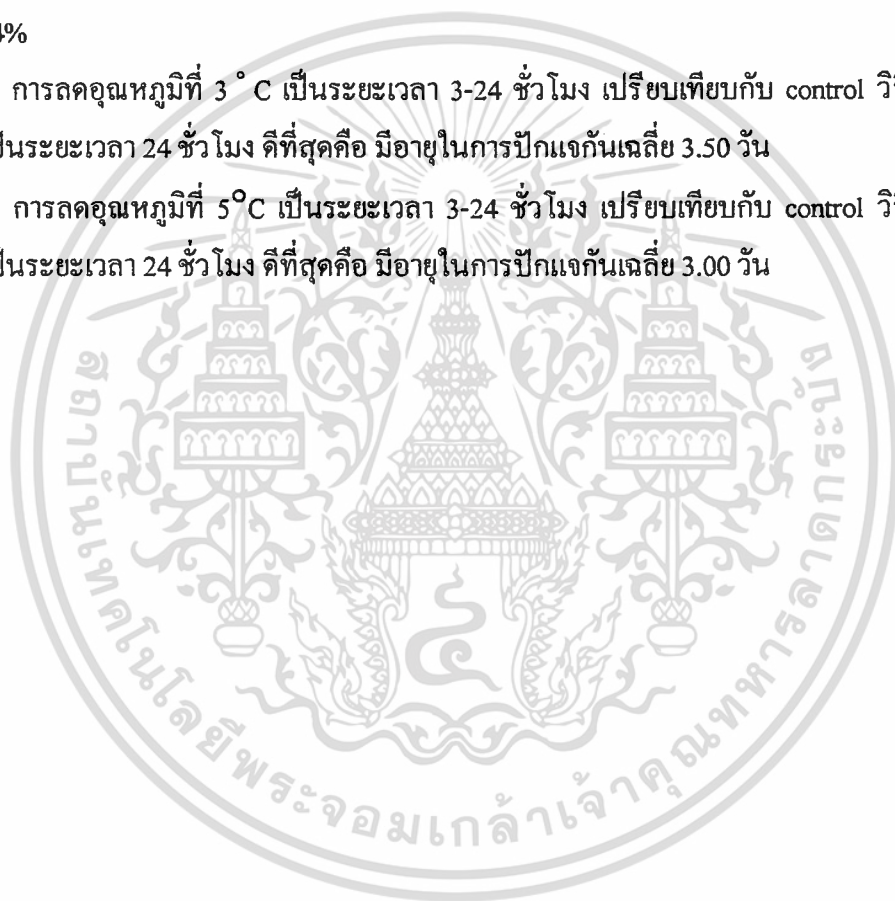 4%
การลดอุณหภูมิที่ 3 ° C เป็นระยะเวลา 3-24 ชั่วโมง เปรียบเทียบกับ control
เป็นระยะเวลา 24 ชั่วโมง ดีที่สุดคือ มีอายุในการปักแจกันเฉลี่ย 3.50 วัน
การลดอุณหภูมิที่ 5°C เป็นระยะเวลา 3-24 ชั่วโมง เปรียบเทียบกับ control
เป็นระยะเวลา 24 ชั่วโมง ดีที่สุดคือ มีอายุในการปักแจกันเฉลี่ย 3.00 วัน
สถาบันเทคโนโลยีพระจอมเกล้าเจ้าคุณทหารลาดกระบัง